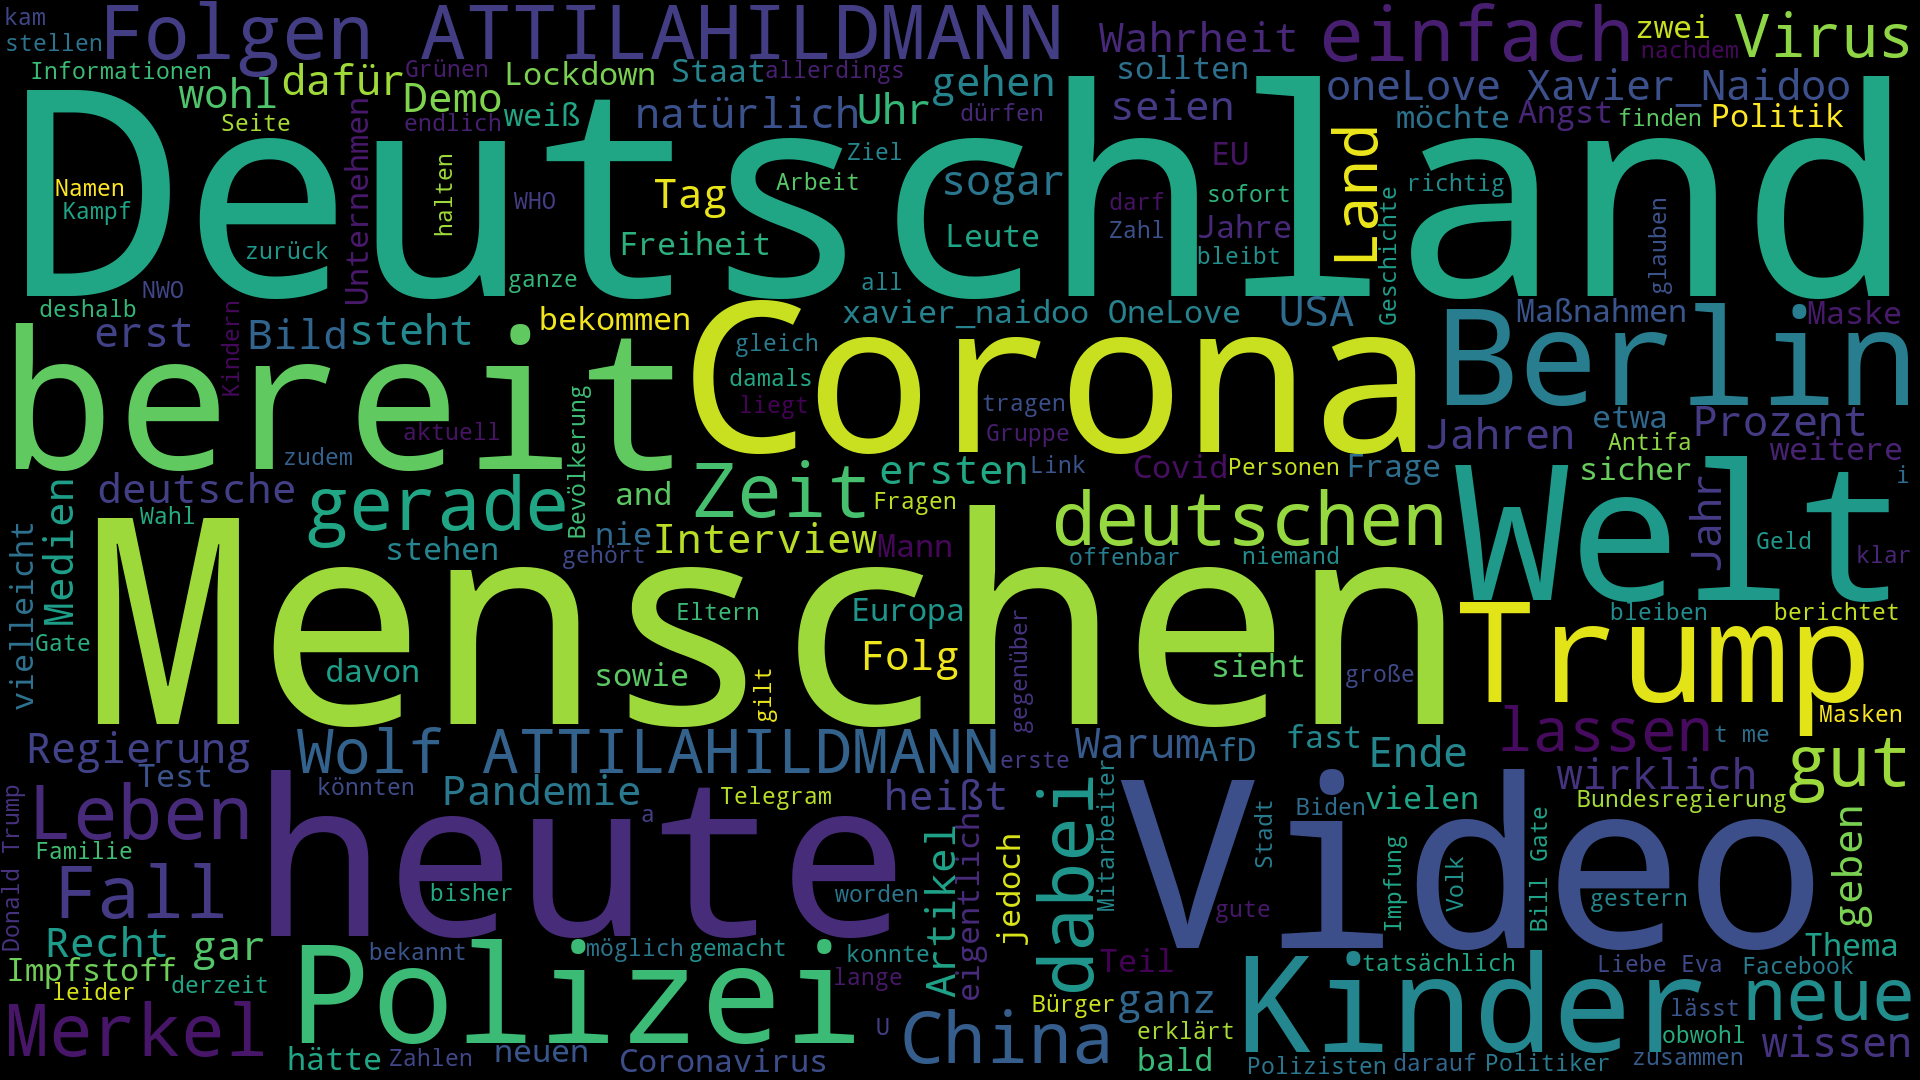 kam
Folgen ATTILAHILDMANN
Wahrheit
einfach
zwei
nachdem
Virus
stellen
Informationen
wohl
dafür
Grünen
Demo
Lockdown
weiß
Staat
allerdings
natürlich
Uhr
gehen
dürfen
sollten
seien
oneLove Xavier_Naidoo
möchte
Angst
finden
Politik
Seite
endlich
Deutschland
Unternehmen
halten
Namen
Kampf
zurück
WHO
Tag
Freiheit
Ziel
Arbeit
sogar
Leute
all
ganze
EU
darf
Zahl
sofort
Jahre
bleibt
Land
Geschichte
richtig
glauben
NWO
deshalb
erst
Kindern
Bild
steht
bekommen
xavier_naidoo OneLove
USA
Maßnahmen
Maske
bereit
Corona
Berlin
gleich
damals
liegt
tragen
Gruppe
aktuell
zudem
Bevölkerung
Jahren
etwa
Prozent
Antifa
weitere
sicher
i
deutsche
gerade
and
Zeit
ersten
Fragen
Link
Covid
Personen
Frage
deutschen
Welt
Jahr
Geld
klar
Wahl
Medien
vielleicht
stehen
gehört
nie
Interview
Mann
offenbar
niemand
Menschen
Gate
davon
sowie
Eltern
gilt
Europa
Folg
gegenüber
sieht
große
bleiben
berichtet
Trump
Masken
Regierung
Test
Wolf ATTILAHILDMANN
erste
Warum
AfD
fast
Ende
lassen
t me
gut
wirklich
könnten
Pandemie
a
Telegram
heißt
Mitarbeiter
Biden
vielen
Bundesregierung
Donald Trump
Leben
Familie
Fall
heute
bisher
worden
Artikel
eigentlich
jedoch
dabei
Video
Stadt
gute
Impfung
Volk
Bill Gate
gestern
geben
Recht
gar
bekannt
möglich
gemacht
konnte
lange
Teil
tatsächlich
Liebe Eva
Facebook
Thema
Impfstoff
leider
derzeit
Polizei
Bürger
ganz
Kinder
lässt
neue
Merkel
hätte
Zahlen
neuen
Coronavirus
U
China
erklärt
bald
Polizisten
darauf
Politiker
obwohl
zusammen
wissen